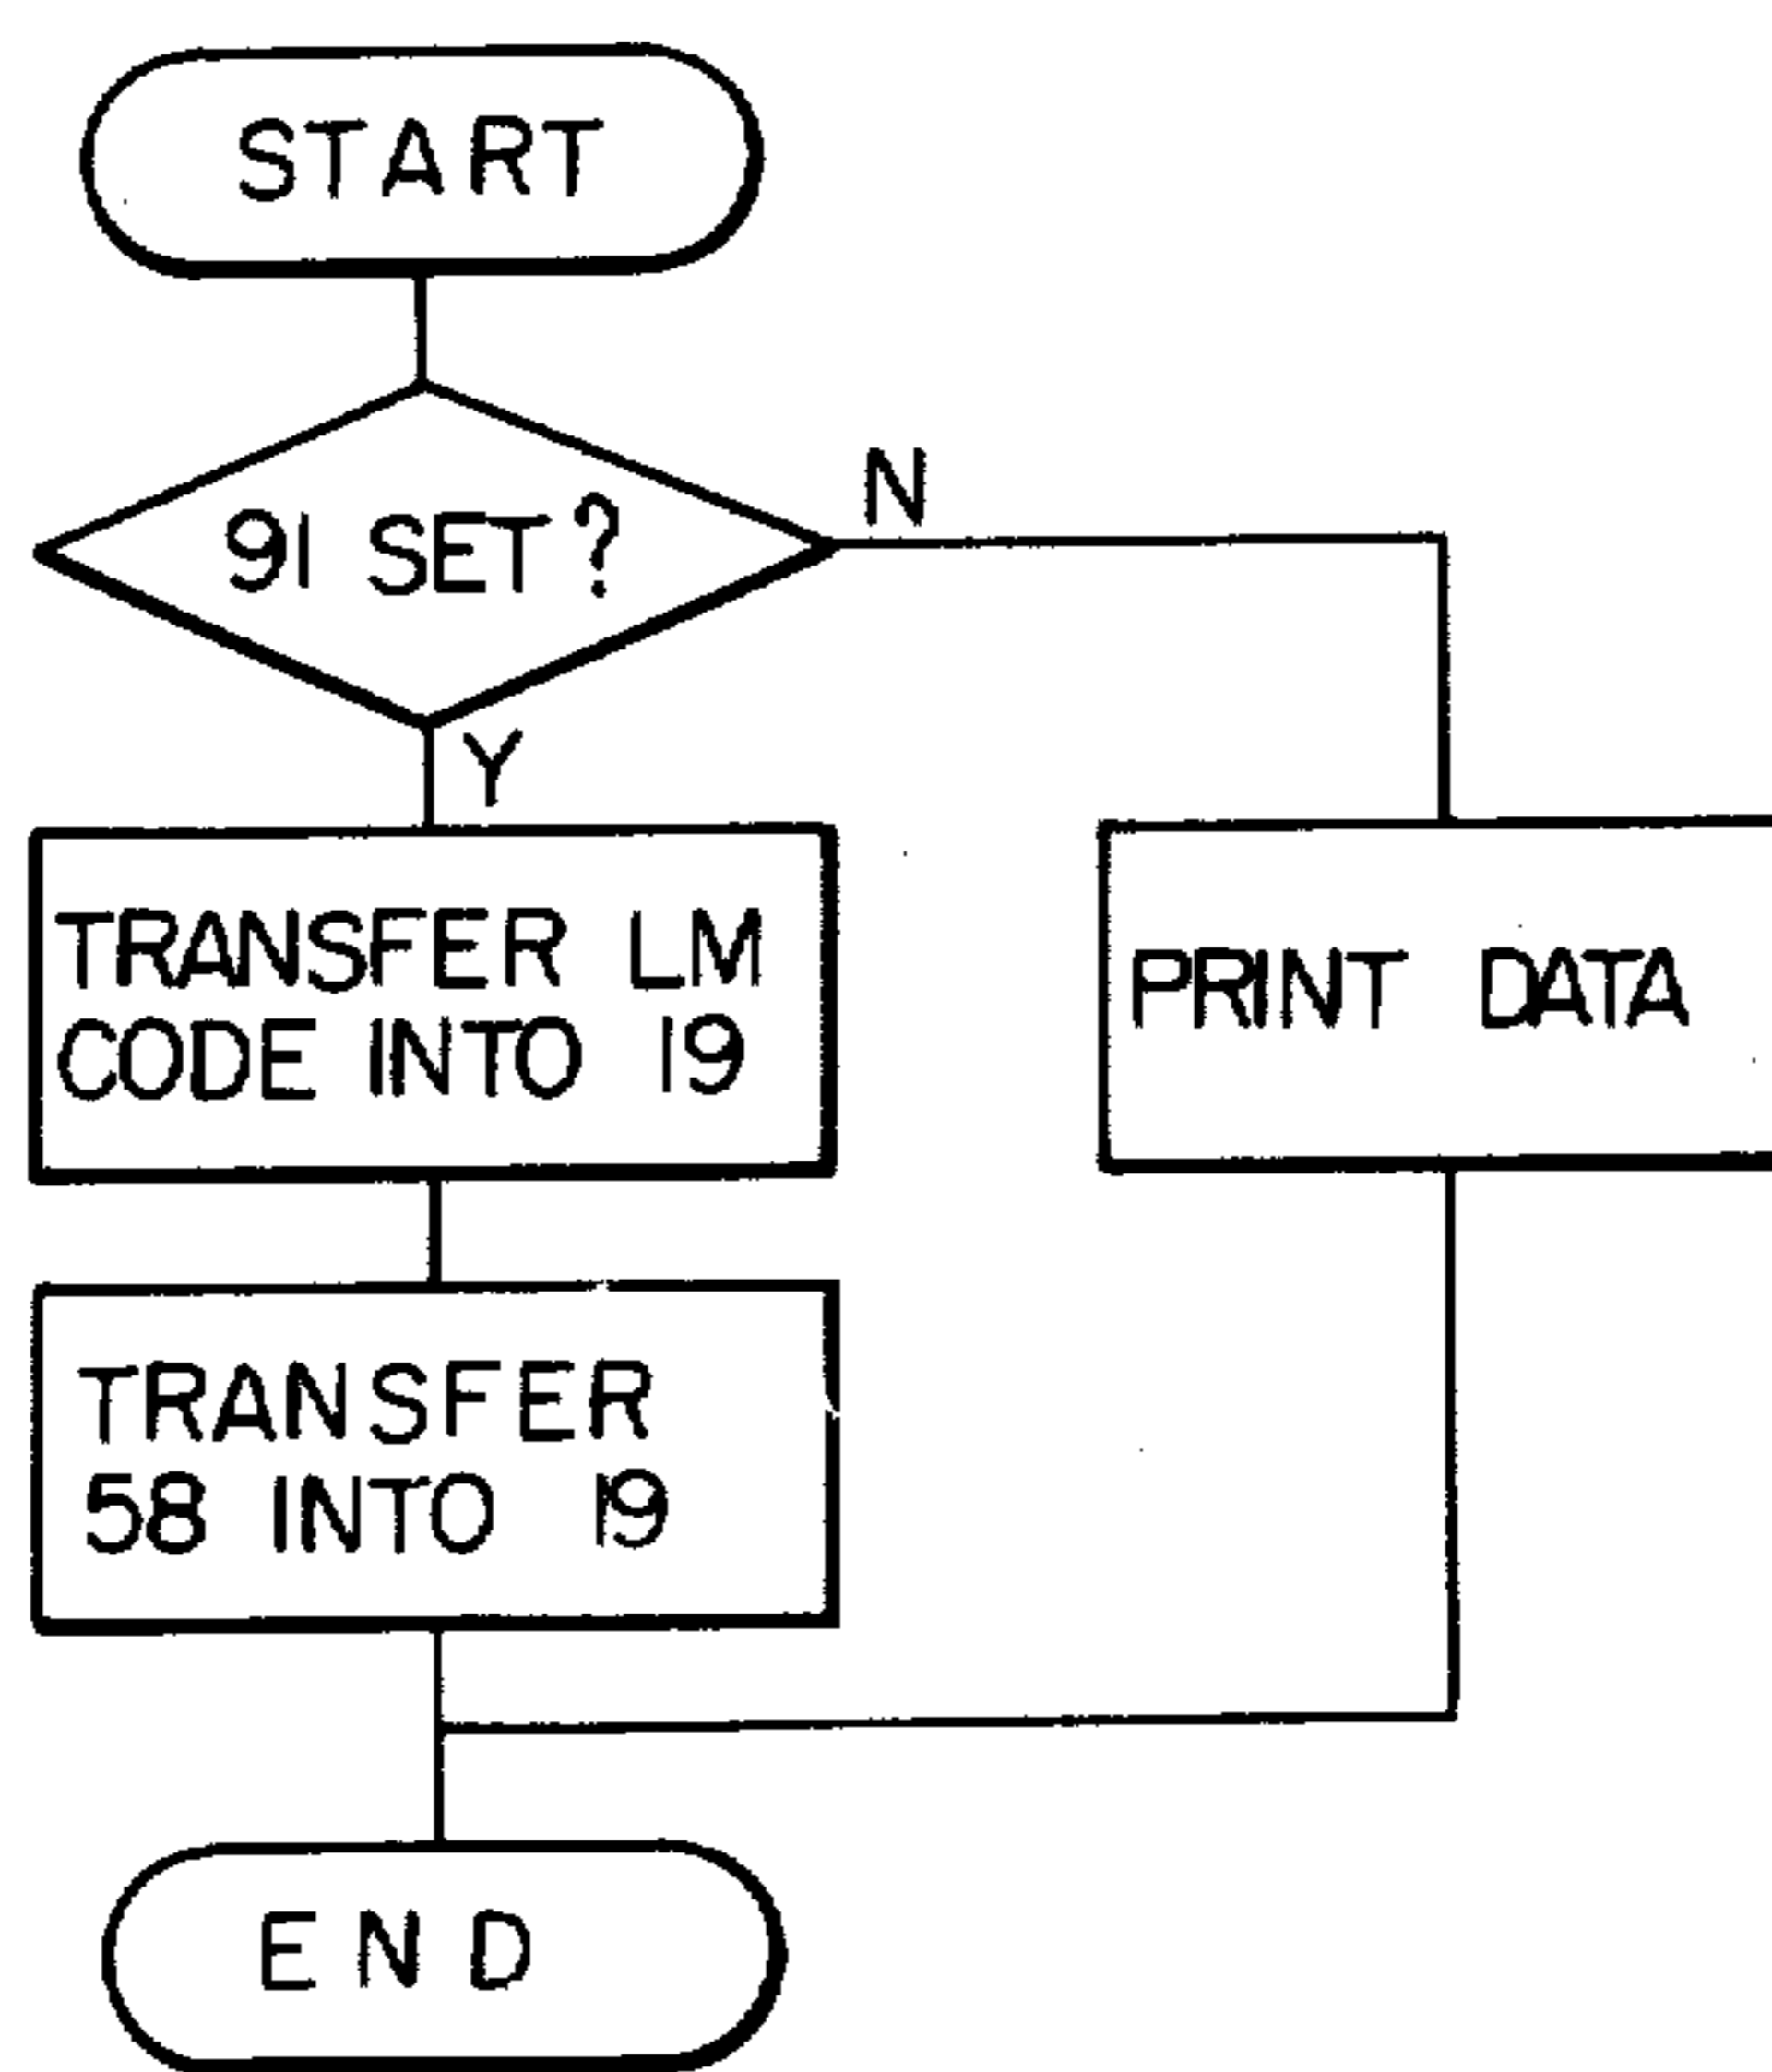 START
91 SET?
N
Y
TRANSFER LM
CODE INTO 19
PRINT DATA
TRANSFER
58 INTO 19
END